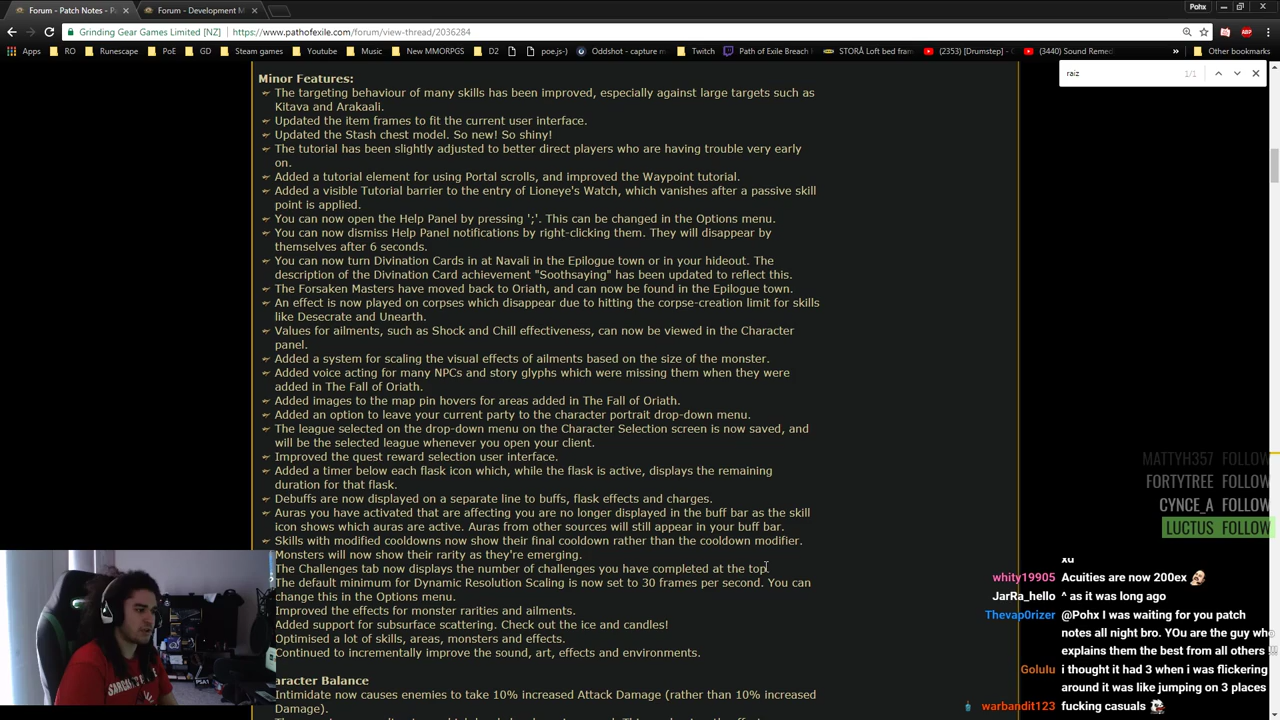 Forum - Patch Notes - P
Forum - Development M
Pohx
Grinding Gear Games Limited [NZ]
https://www.pathofexile.com/forum/view-thread/2036284
Apps
RO
Runescape
PoE
GD
Steam games
Youtube
Music
New MMORPGS
D2
poe.js-)
Oddshot - capture m
Twitch
Path of Exile Breach
STORÅ Loft bed fram
(2353) [Drumstep]
(3440) Sound Remed
»
Other bookmarks
raiz
1/1
Minor Features:
The targeting behaviour of many skills has been improved, especially against large targets such as
Kitava and Arakaali.
Updated the item frames to fit the current user interface.
Updated the Stash chest model. So new! So shiny!
The tutorial has been slightly adjusted to better direct players who are having trouble very early
on.
Added a tutorial element for using Portal scrolls, and improved the Waypoint tutorial.
Added a visible Tutorial barrier to the entry of Lioneye's Watch, which vanishes after a passive skill
point is applied.
You can now open the Help Panel by pressing ';'. This can be changed in the Options menu.
You can now dismiss Help Panel notifications by right-clicking them. They will disappear by
themselves after 6 seconds.
You can now turn Divination Cards in at Navali in the Epilogue town or in your hideout. The
description of the Divination Card achievement "Soothsaying" has been updated to reflect this.
The Forsaken Masters have moved back to Oriath, and can now be found in the Epilogue town.
An effect is now played on corpses which disappear due to hitting the corpse-creation limit for skills
like Desecrate and Unearth.
Values for ailments, such as Shock and Chill effectiveness, can now be viewed in the Character
panel.
Added a system for scaling the visual effects of ailments based on the size of the monster.
Added voice acting for many NPCs and story glyphs which were missing them when they were
added in The Fall of Oriath.
Added images to the map pin hovers for areas added in The Fall of Oriath.
Added an option to leave your current party to the character portrait drop-down menu.
The league selected on the drop-down menu on the Character Selection screen is now saved, and
will be the selected league whenever you open your client.
Improved the quest reward selection user interface.
Added a timer below each flask icon which, while the flask is active, displays the remaining
duration for that flask.
Debuffs are now displayed on a separate line to buffs, flask effects and charges.
Auras you have activated that are affecting you are no longer displayed in the buff bar as the skill
icon shows which auras are active. Auras from other sources will still appear in your buff bar.
Skills with modified cooldowns now show their final cooldown rather than the cooldown modifier.
Monsters will now show their rarity as they're emerging.
The Challenges tab now displays the number of challenges you have completed at the top.
The default minimum for Dynamic Resolution Scaling is now set to 30 frames per second. You can
change this in the Options menu.
Improved the effects for monster rarities and ailments.
Added support for subsurface scattering. Check out the ice and candles!
Optimised a lot of skills, areas, monsters and effects.
Continued to incrementally improve the sound, art, effects and environments.
aracter Balance
Intimidate now causes enemies to take 10% increased Attack Damage (rather than 10% increased
Damage).
MATTYH357 FOLLOW
FORTYTREE FOLLOW
CYNCE_A FOLLOW
LUCTUS FOLLOW
xd
whity19905 Acuities are now 200ex
JarRa_hello ^ as it was long ago
Thevap0rizer @Pohx I was waiting for you patch
notes all night bro. YOu are the guy who
explains them the best from all others !!!
Golulu i thought it had 3 when i was flickering
around it was like jumping on 3 places
warbandit123 fucking casuals